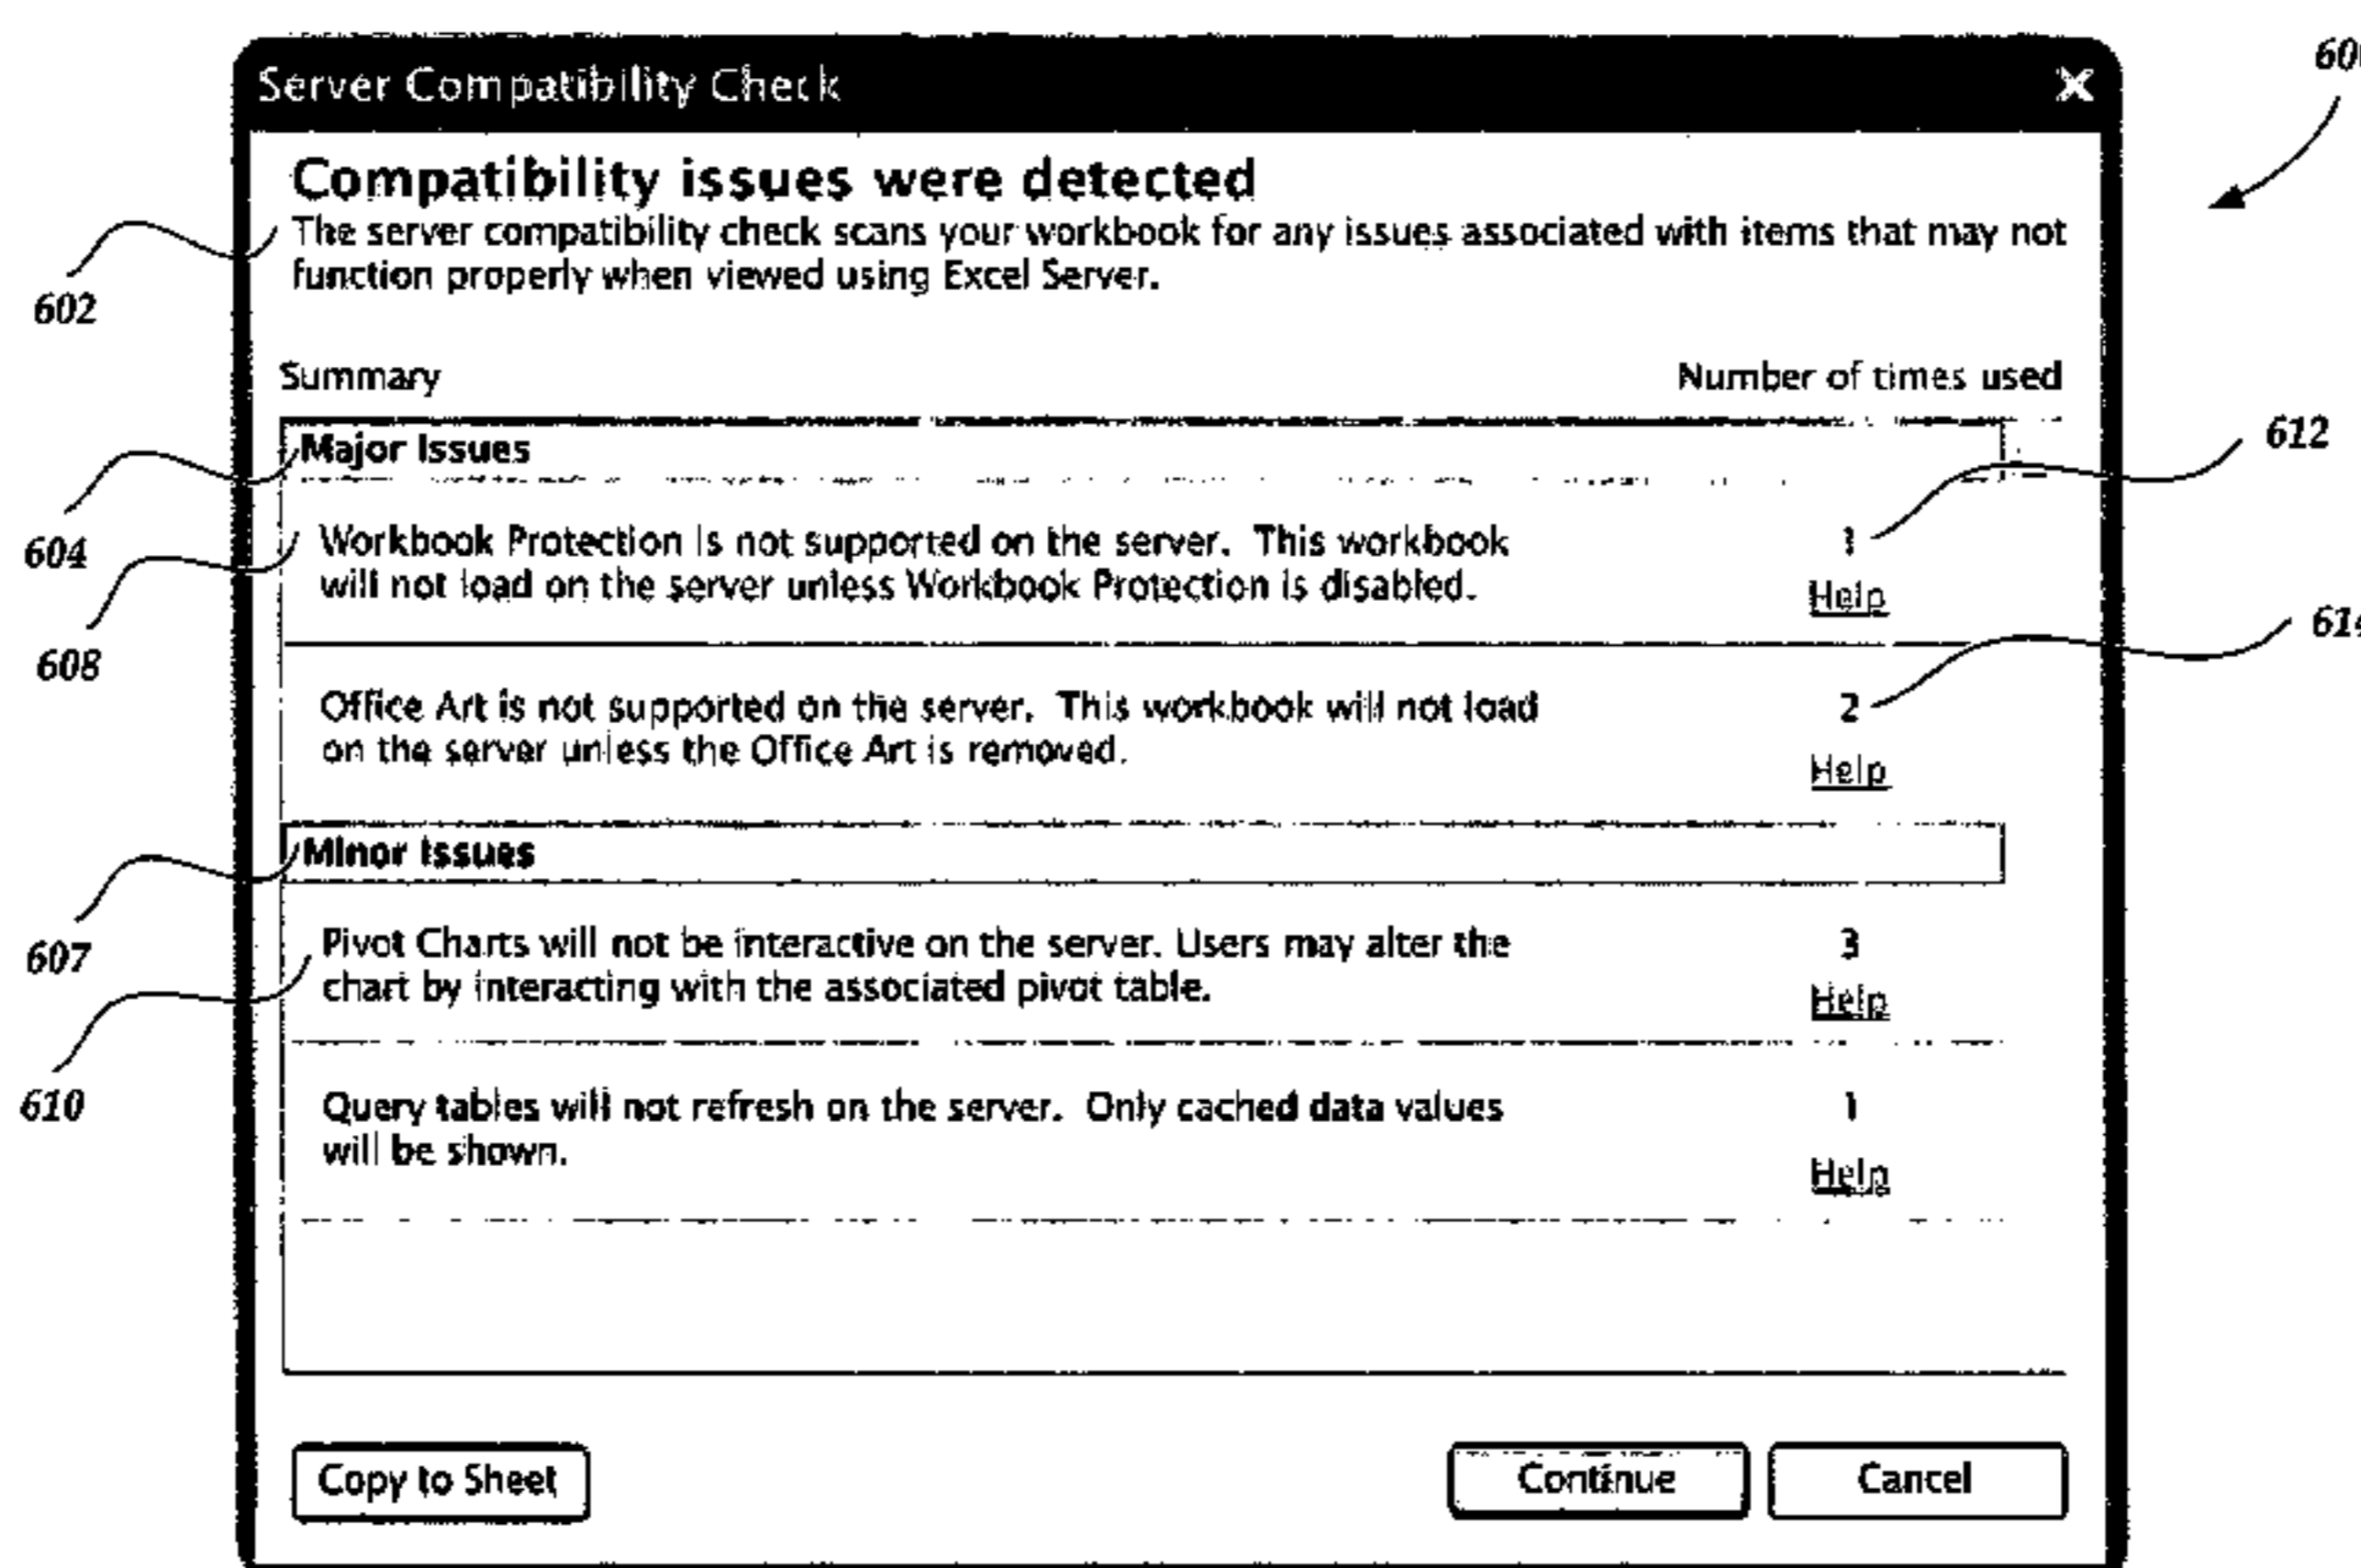 Server Compatibility Check
Compatibility issues were detected
The server compatibility check scans your workbook for any issues associated with items that may not
function properly when viewed using Excel Server.
602
Summary
Number of times used
612
Major Issues
604
Workbook Protection is not supported on the server. This workbook
will not load on the server unless Workbook Protection is disabled.
1
Help
608
Office Art is not supported on the server. This workbook will not load
on the server unless the Office Art is removed.
2
Help
Minor Issues
607
Pivot Charts will not be interactive on the server. Users may alter the
chart by interacting with the associated pivot table.
3
Help
610
Query tables will not refresh on the server. Only cached data values
will be shown.
1
Help
Copy to Sheet
Continue
Cancel